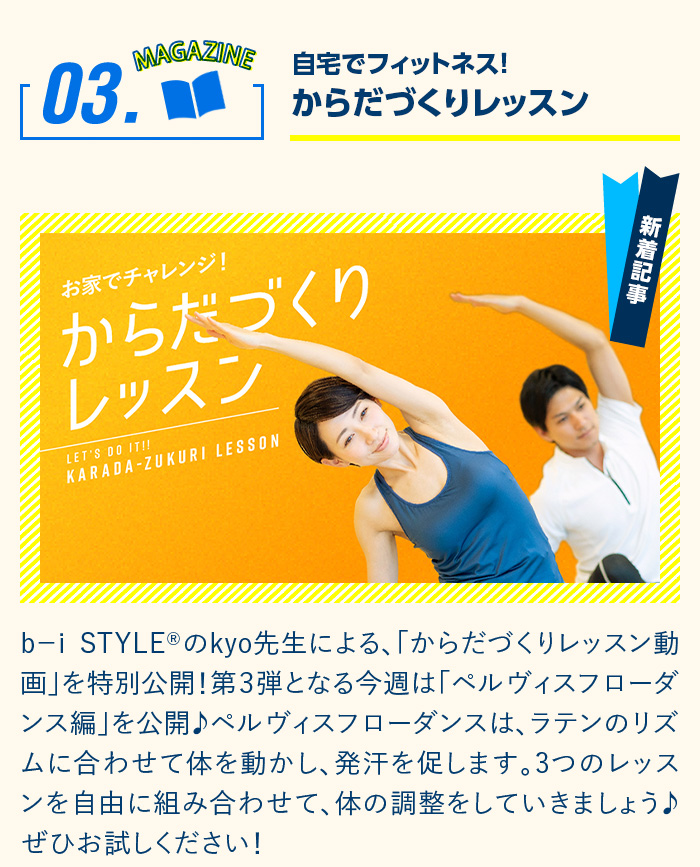 03.
MAGAZINE
自宅でフィットネス!
からだづくりレッスン
新着記事
お家でチャレンジ!
からだづくり
レッスン
LET'S DO IT!!
KARADA-ZUKURI LESSON
b−i STYLE®のkyo先生による、「からだづくりレッスン動
画」を特別公開!第3弾となる今週は「ペルヴィスフローダ
ンス編」を公開♪ペルヴィスフローダンスは、ラテンのリズ
ムに合わせて体を動かし、発汗を促します。3つのレッス
ンを自由に組み合わせて、体の調整をしていきましょう♪
ぜひお試しください!